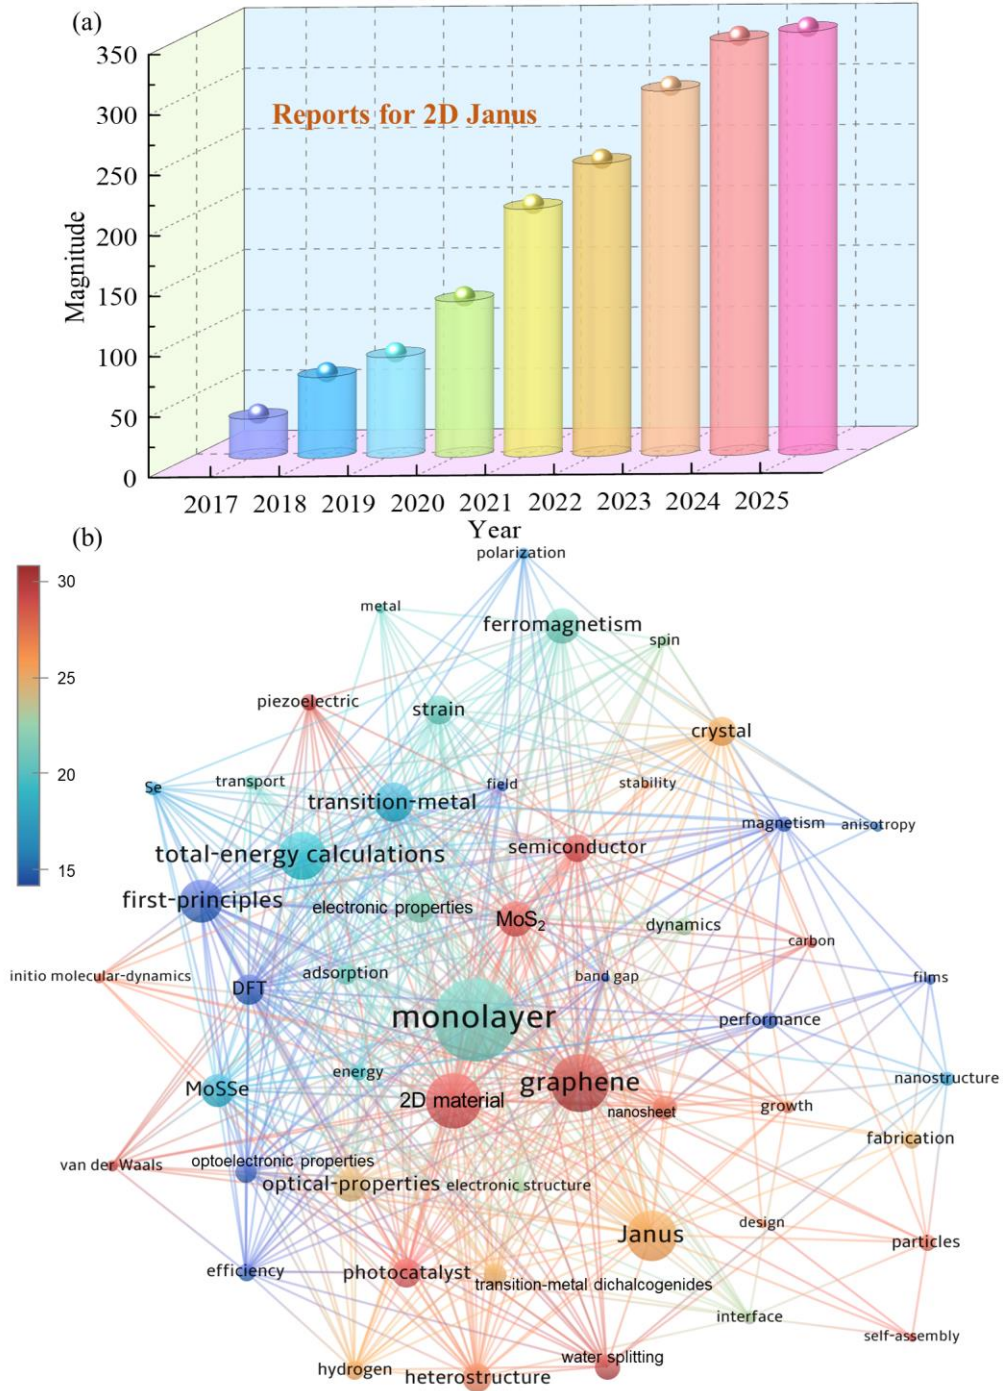 (a)
350
300
250
200
150
100
50
0
Magnitude
Reports for 2D Janus
2017 2018 2019 2020 2021 2022 2023 2024 2025
Year
(b)
30
25
20
15
polarization
metal
ferromagnetism
spin
piezoelectric
strain
crystal
Se
transport
field
stability
transition-metal
magnetism
anisotropy
semiconductor
total-energy calculations
first-principles
electronic properties
MoS₂
dynamics
carbon
initio molecular-dynamics
adsorption
band gap
films
DFT
monolayer
performance
energy
graphene
nanostructure
MoSSe
2D material
nanosheet
growth
fabrication
van der Waals
optoelectronic properties
optical-properties
electronic structure
design
Janus
particles
efficiency
photocatalyst
transition-metal dichalcogenides
interface
self-assembly
water splitting
hydrogen
heterostructure